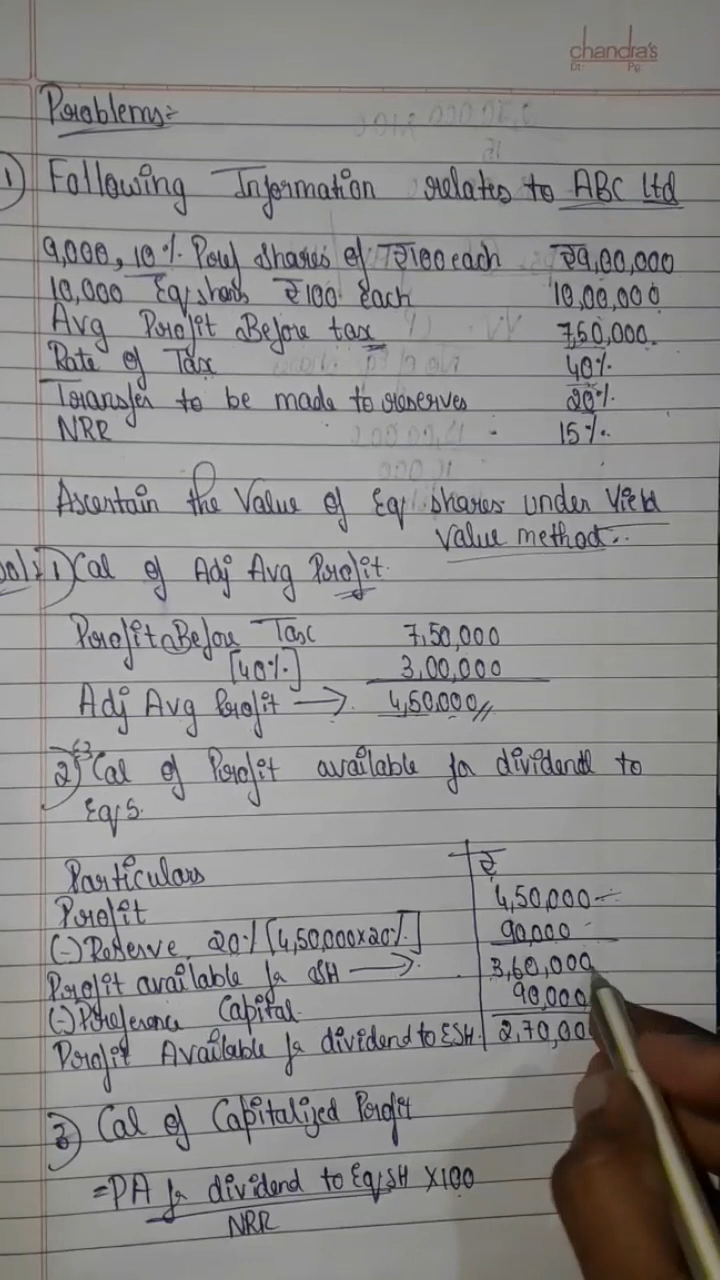 chandra's
Dt: Pg:
Problems:-
1) Following Information relates to ABC Ltd
9,000, 10% Pref shares of ₹100 each ₹9,00,000
10,000 Eq shares ₹100 Each 10,00,000
Avg Profit Before tax 7,50,000
Rate of Tax 40%
Transfer to be made to reserves 20%
NRR 15%
Ascertain the Value of Eq shares under Yield
Value method.
Sol:- 1) Cal of Adj Avg Profit
Profit Before Tax 7,50,000
[40%] 3,00,000
Adj Avg Profit → 4,50,000//
2) Cal of Profit available for dividend to
Eq S.
Particulars ₹
Profit 4,50,000
(-) Reserve 20% [4,50,000x20%] 90,000
Profit available for SH → 3,60,000
(-) Preference Capital 90,000
Profit Available for dividend to ESH. 2,70,00
3) Cal of Capitalized Profit
= PA for dividend to Eq SH X100
NRR